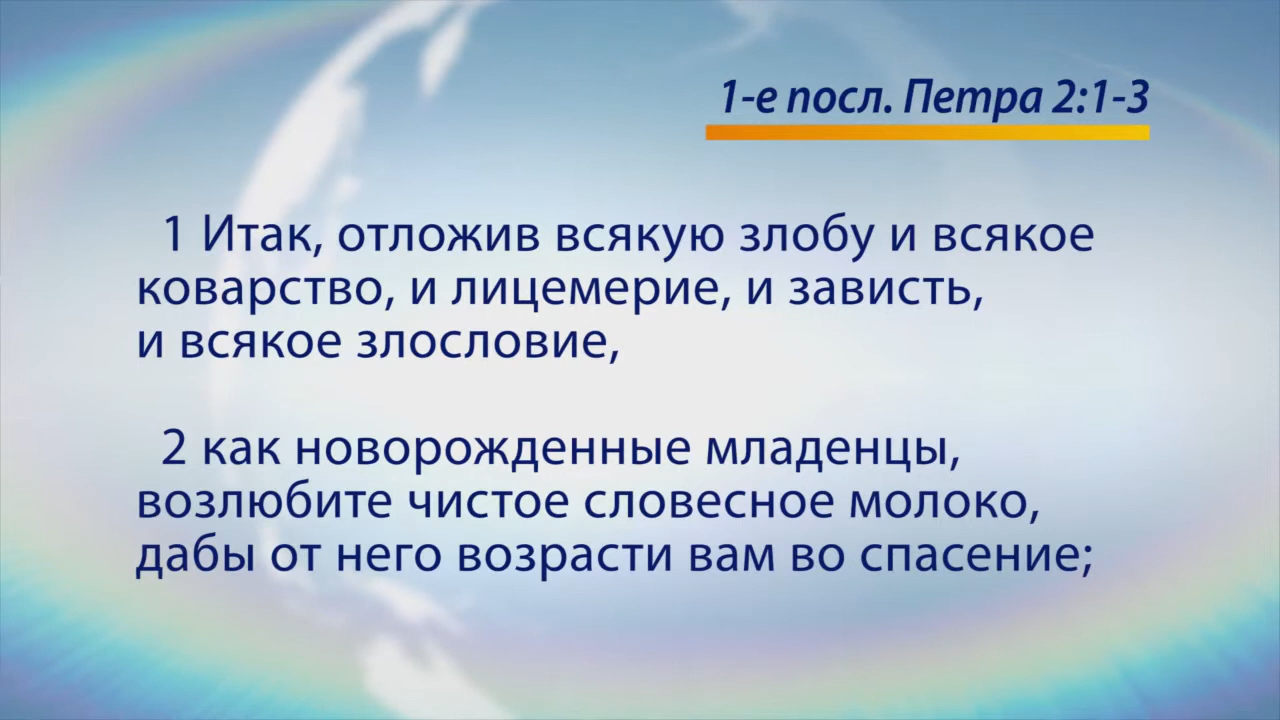 1-е посл. Петра 2:1-3
1 Итак, отложив всякую злобу и всякое
коварство, и лицемерие, и зависть,
и всякое злословие,
2 как новорожденные младенцы,
возлюбите чистое словесное молоко,
дабы от него возрасти вам во спасение;